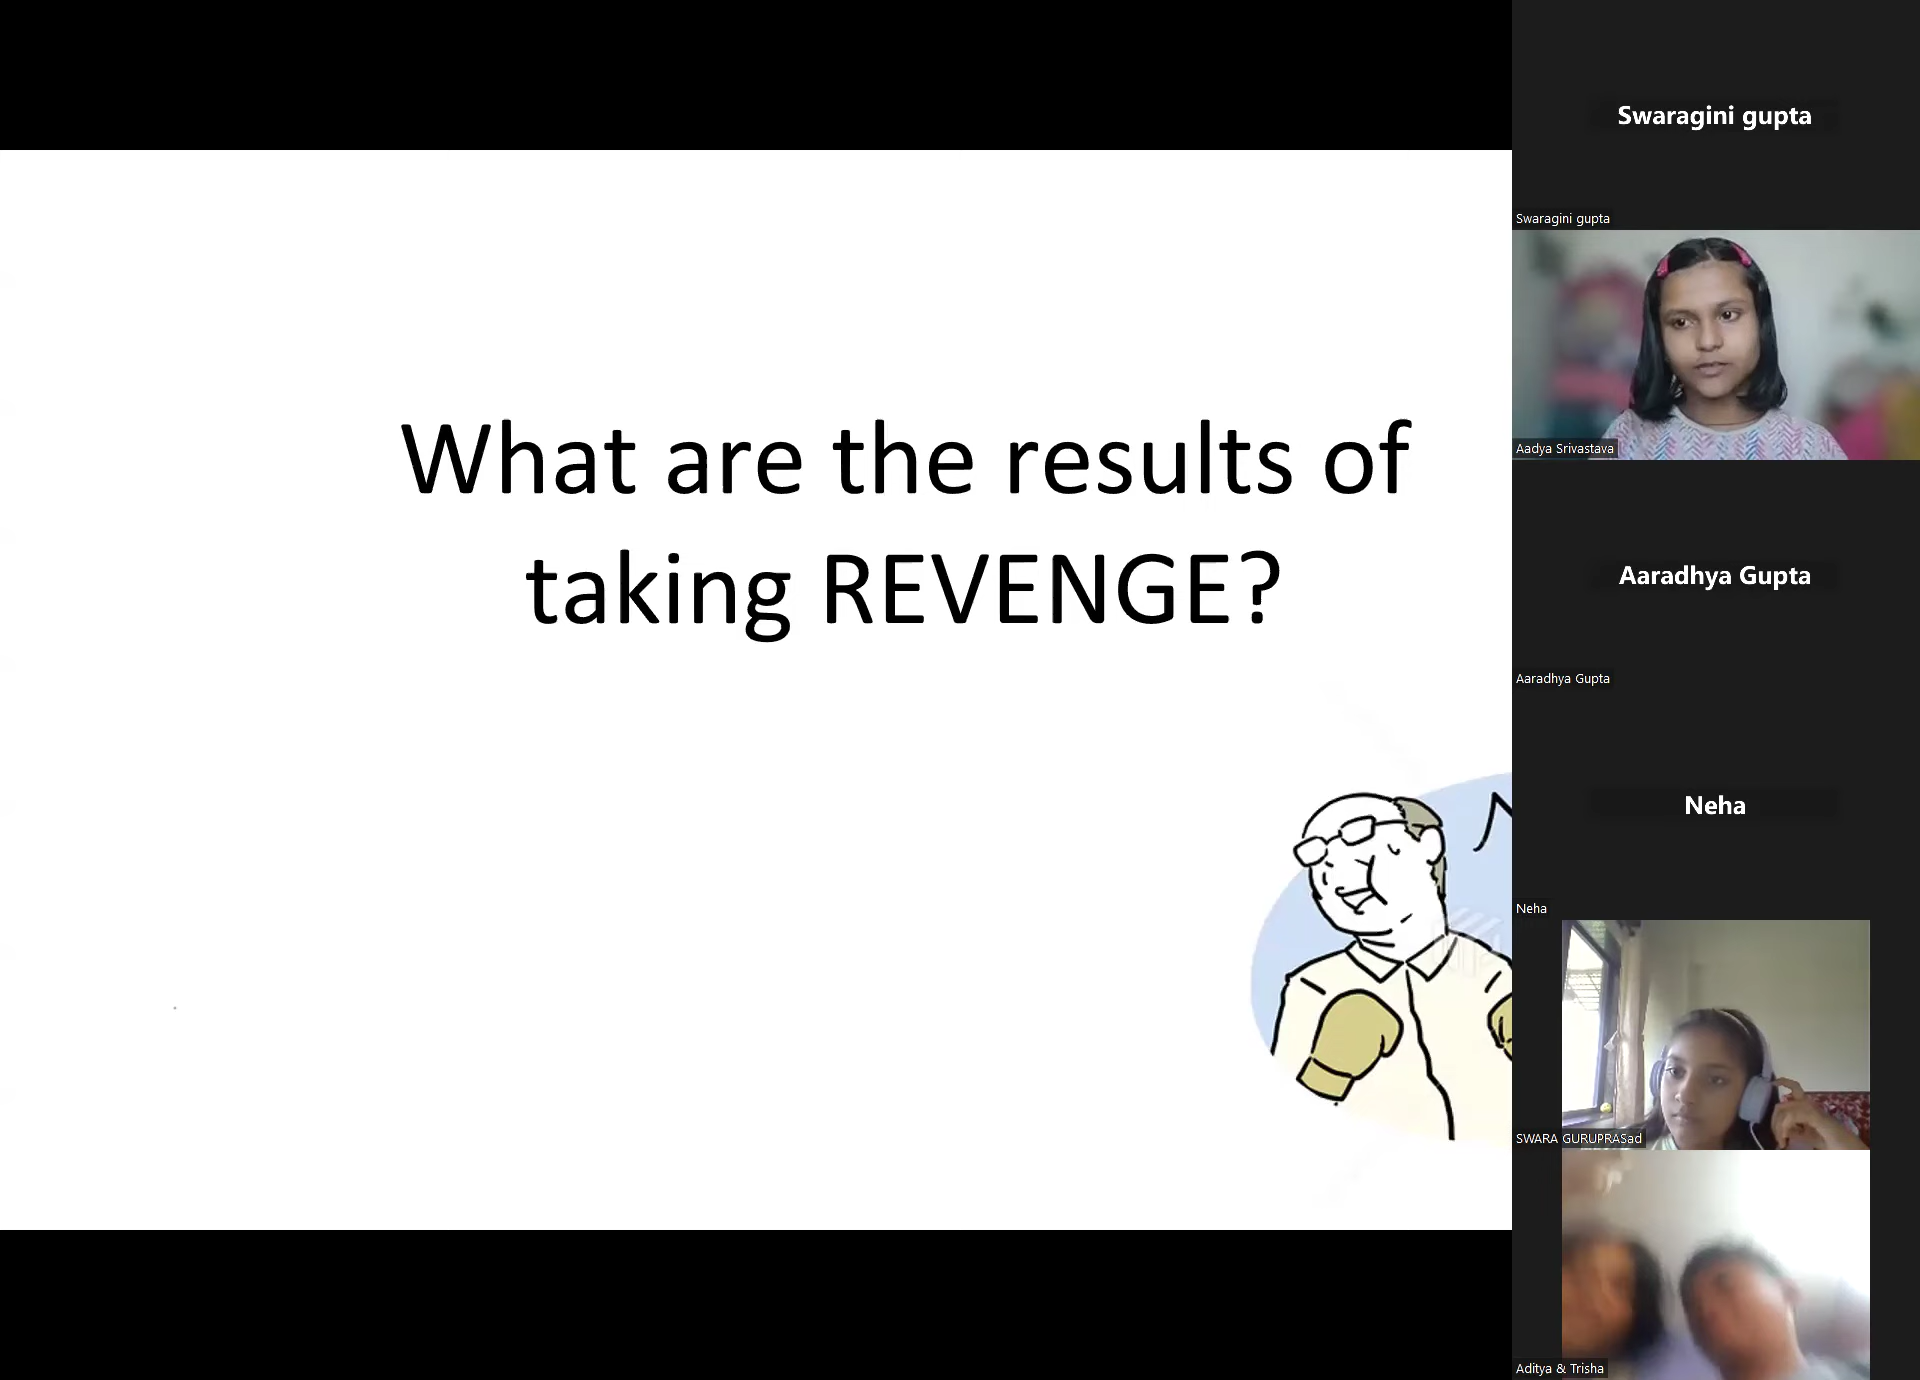 What are the results of
taking REVENGE?
Swaragini gupta
Swaragini gupta
Aadya Srivastava
Aaradhya Gupta
Aaradhya Gupta
Neha
Neha
SWARA GURUPRASad
Aditya & Trisha